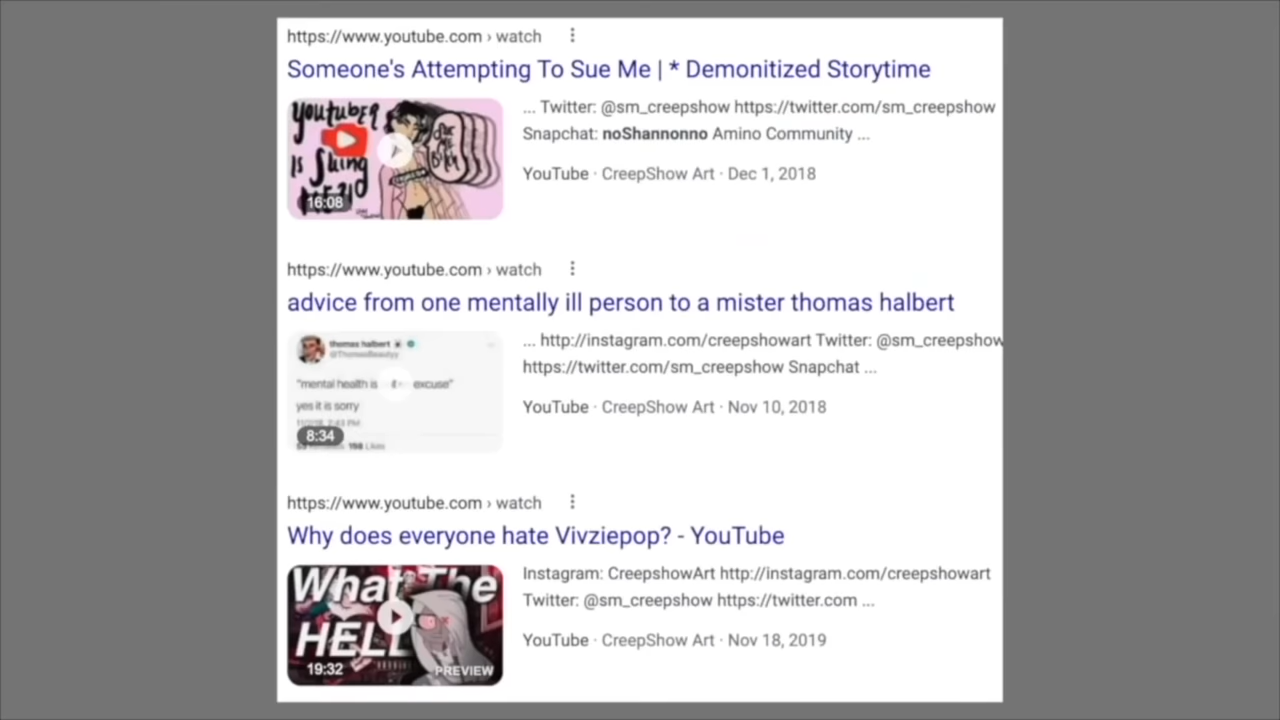 https://www.youtube.com › watch
Someone's Attempting To Sue Me | * Demonitized Storytime
YouTubER
Is Suing
ME?!
16:08
... Twitter: @sm_creepshow https://twitter.com/sm_creepshow
Snapchat: noShannonno Amino Community ...
YouTube · CreepShow Art · Dec 1, 2018
https://www.youtube.com › watch
advice from one mentally ill person to a mister thomas halbert
thomas halbert
@ThomasBeautyy
"mental health is excuse"
yes it is sorry
8:34
198 Likes
... http://instagram.com/creepshowart Twitter: @sm_creepshow
https://twitter.com/sm_creepshow Snapchat ...
YouTube · CreepShow Art · Nov 10, 2018
https://www.youtube.com › watch
Why does everyone hate Vivziepop? - YouTube
What The
HELL
19:32
PREVIEW
Instagram: CreepshowArt http://instagram.com/creepshowart
Twitter: @sm_creepshow https://twitter.com ...
YouTube · CreepShow Art · Nov 18, 2019